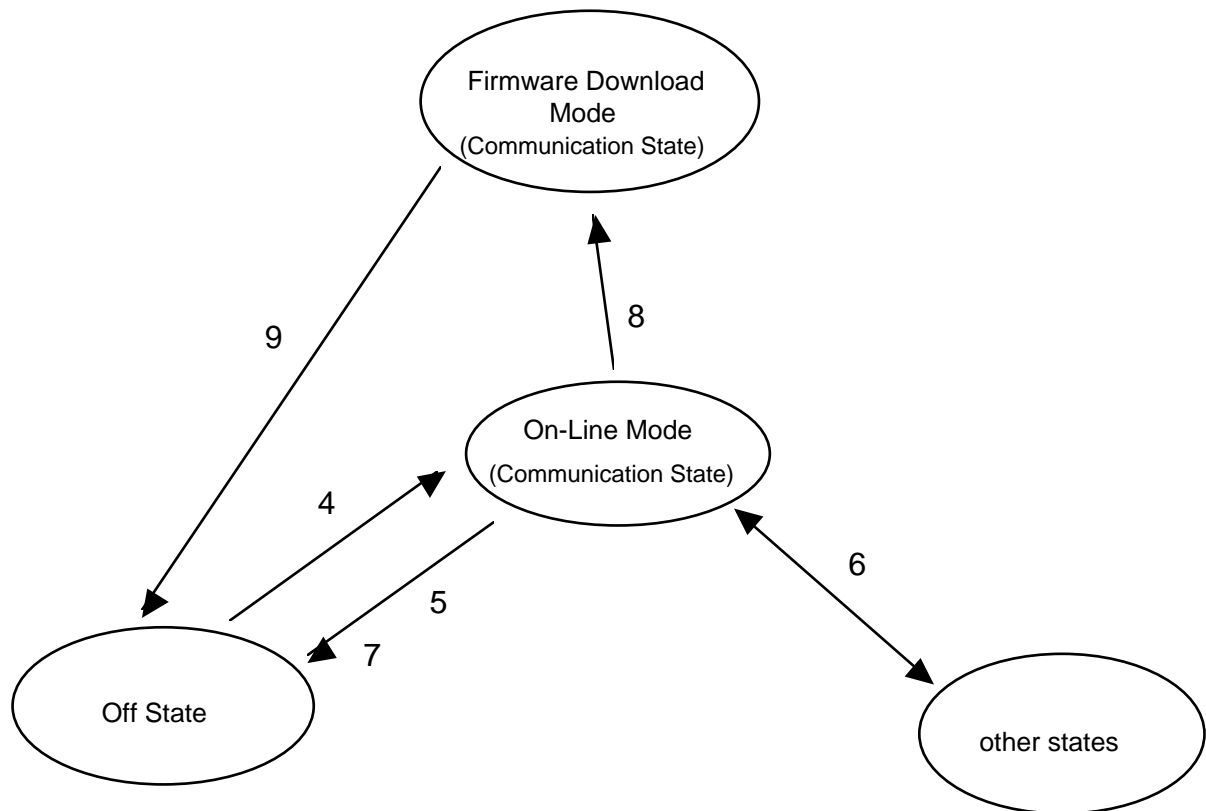 Firmware Download
Mode
(Communication State)
9
8
On-Line Mode
(Communication State)
4
6
5
7
Off State
other states